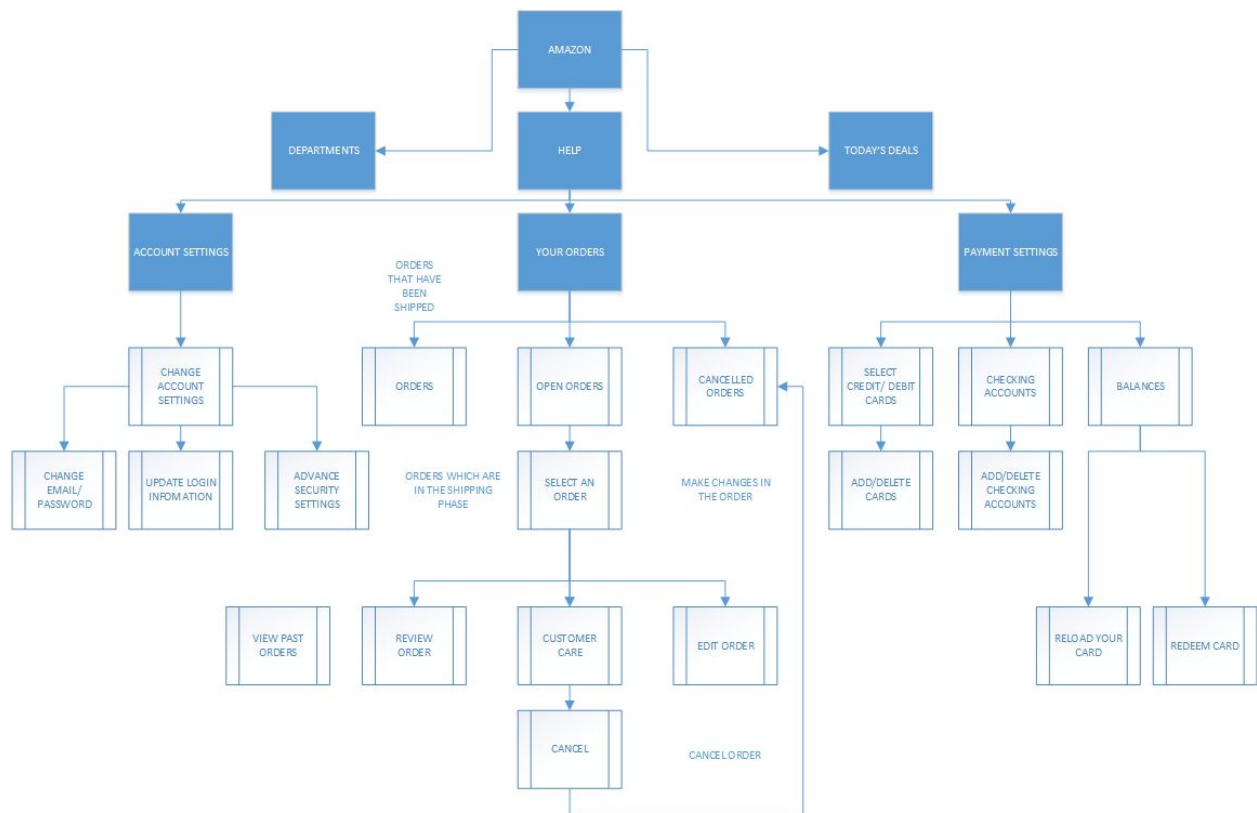 AMAZON
DEPARTMENTS
HELP
TODAY'S DEALS
ACCOUNT SETTINGS
YOUR ORDERS
PAYMENT SETTINGS
ORDERS
THAT HAVE
BEEN
SHIPPED
CHANGE
ACCOUNT
SETTINGS
ORDERS
OPEN ORDERS
CANCELLED
ORDERS
SELECT
CREDIT/ DEBIT
CARDS
CHECKING
ACCOUNTS
BALANCES
CHANGE
EMAIL/
PASSWORD
UPDATE LOGIN
INFOMATION
ADVANCE
SECURITY
SETTINGS
ORDERS WHICH ARE
IN THE SHIPPING
PHASE
SELECT AN
ORDER
MAKE CHANGES IN
THE ORDER
ADD/DELETE
CARDS
ADD/DELETE
CHECKING
ACCOUNTS
VIEW PAST
ORDERS
REVIEW
ORDER
CUSTOMER
CARE
EDIT ORDER
RELOAD YOUR
CARD
REDEEM CARD
CANCEL
CANCEL ORDER